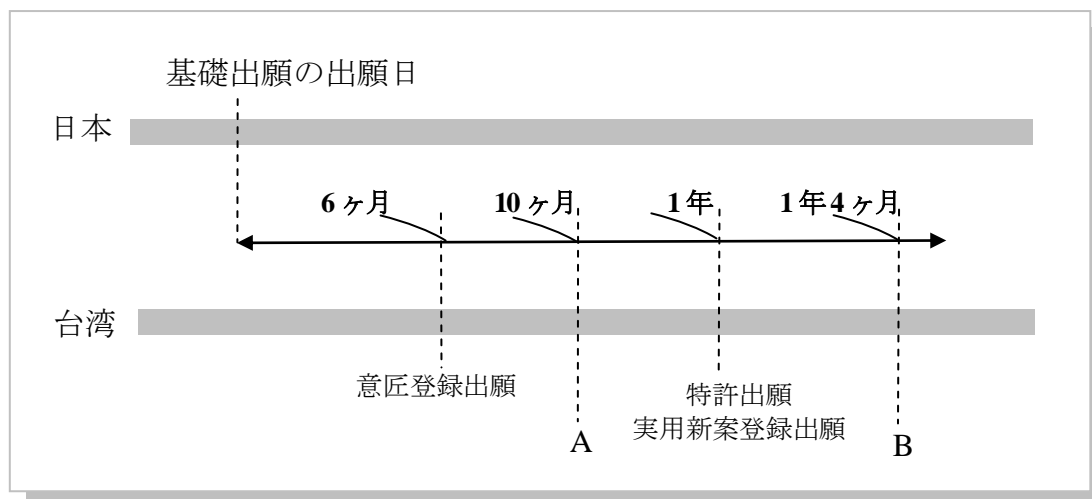 基礎出願の出願日
日本
6ヶ月
10ヶ月
1年
1年4ヶ月
台湾
意匠登録出願
特許出願
実用新案登録出願
A
B